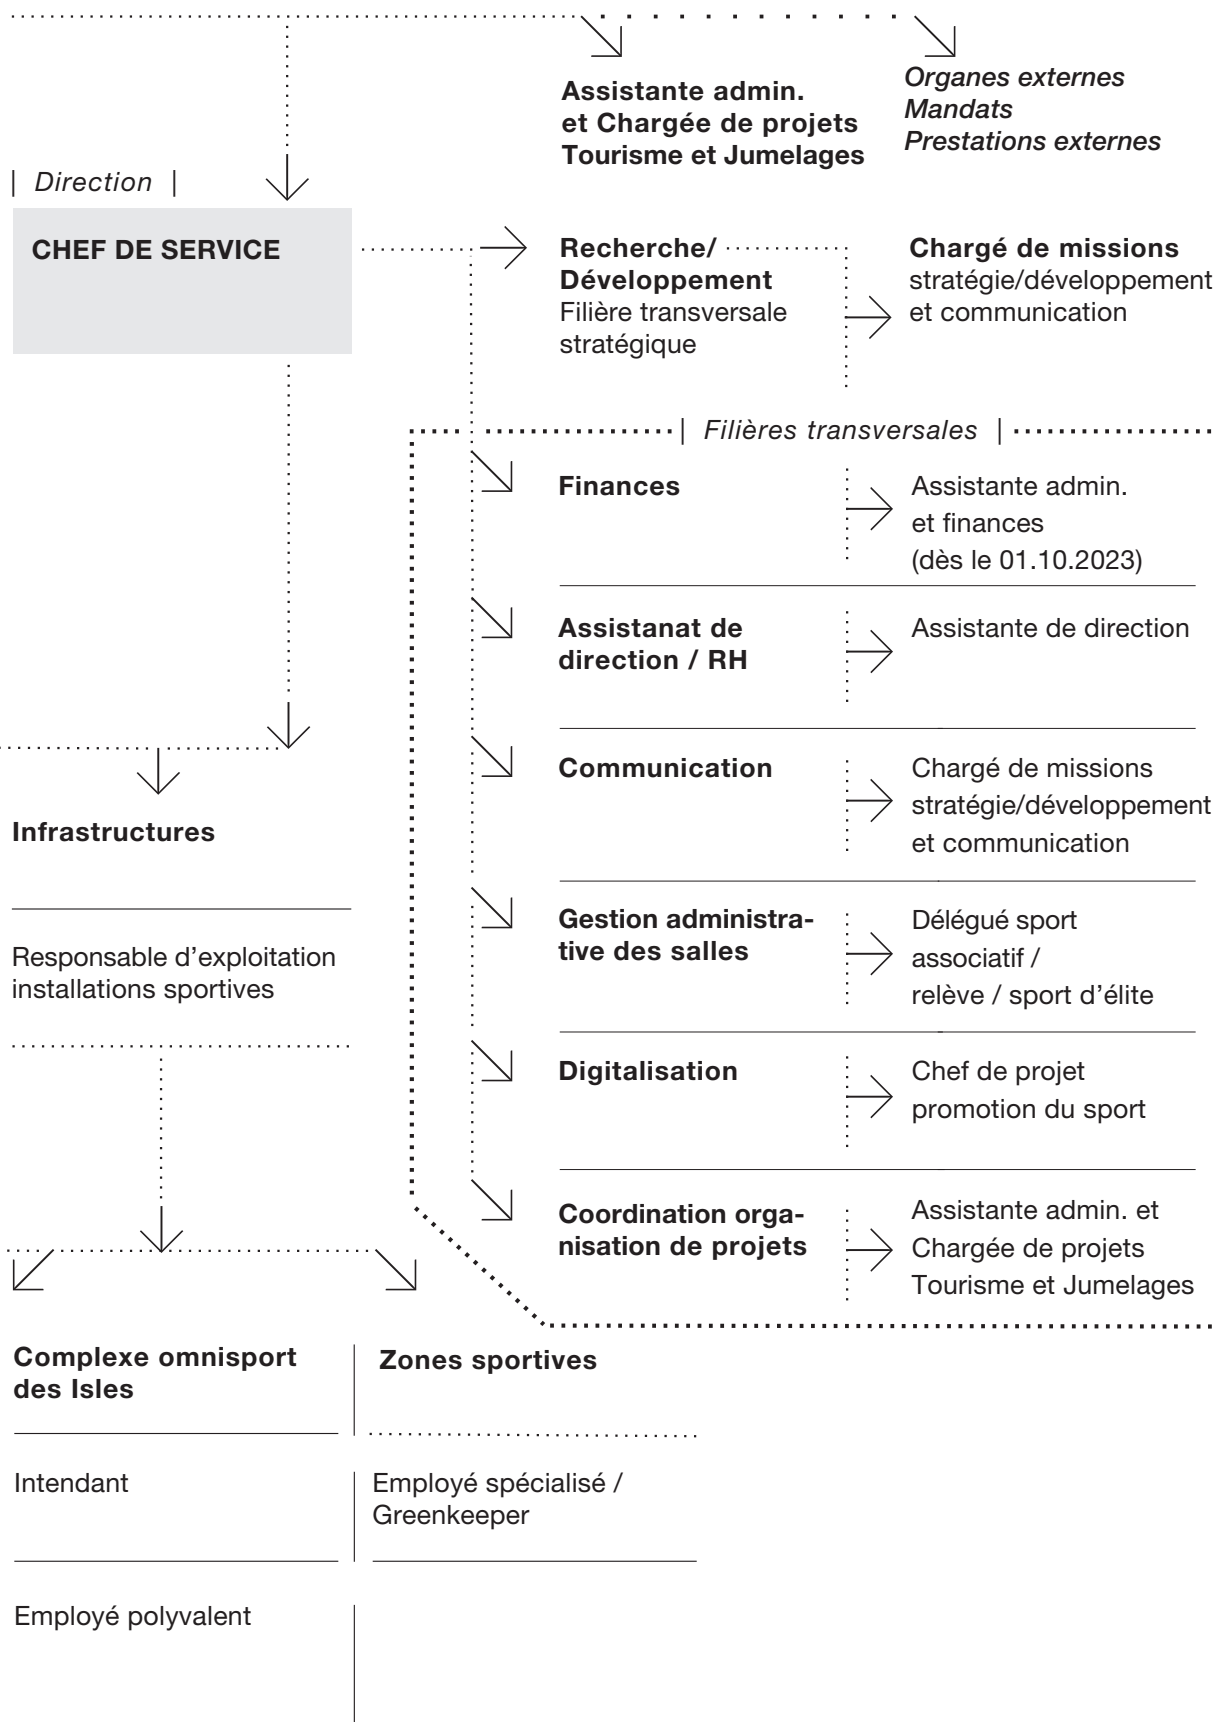 Assistante admin.
et Chargée de projets
Tourisme et Jumelages
Organes externes
Mandats
Prestations externes
| Direction |
CHEF DE SERVICE
Recherche/
Développement
Filière transversale
stratégique
Chargé de missions
stratégie/développement
et communication
| Filières transversales |
Finances
Assistante admin.
et finances
(dès le 01.10.2023)
Assistanat de
direction / RH
Assistante de direction
Communication
Chargé de missions
stratégie/développement
et communication
Gestion administra-
tive des salles
Délégué sport
associatif /
relève / sport d’élite
Digitalisation
Chef de projet
promotion du sport
Coordination orga-
nisation de projets
Assistante admin. et
Chargée de projets
Tourisme et Jumelages
Infrastructures
Responsable d’exploitation
installations sportives
Complexe omnisport
des Isles
Intendant
Employé polyvalent
Zones sportives
Employé spécialisé /
Greenkeeper